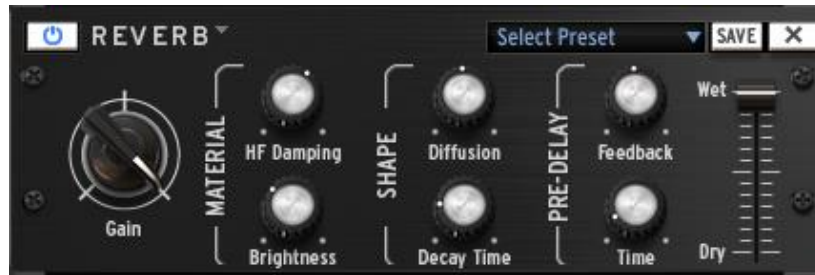 REVERB
Select Preset
SAVE
Wet
MATERIAL
HF Damping
Brightness
SHAPE
Diffusion
Decay Time
PRE-DELAY
Feedback
Time
Gain
Dry